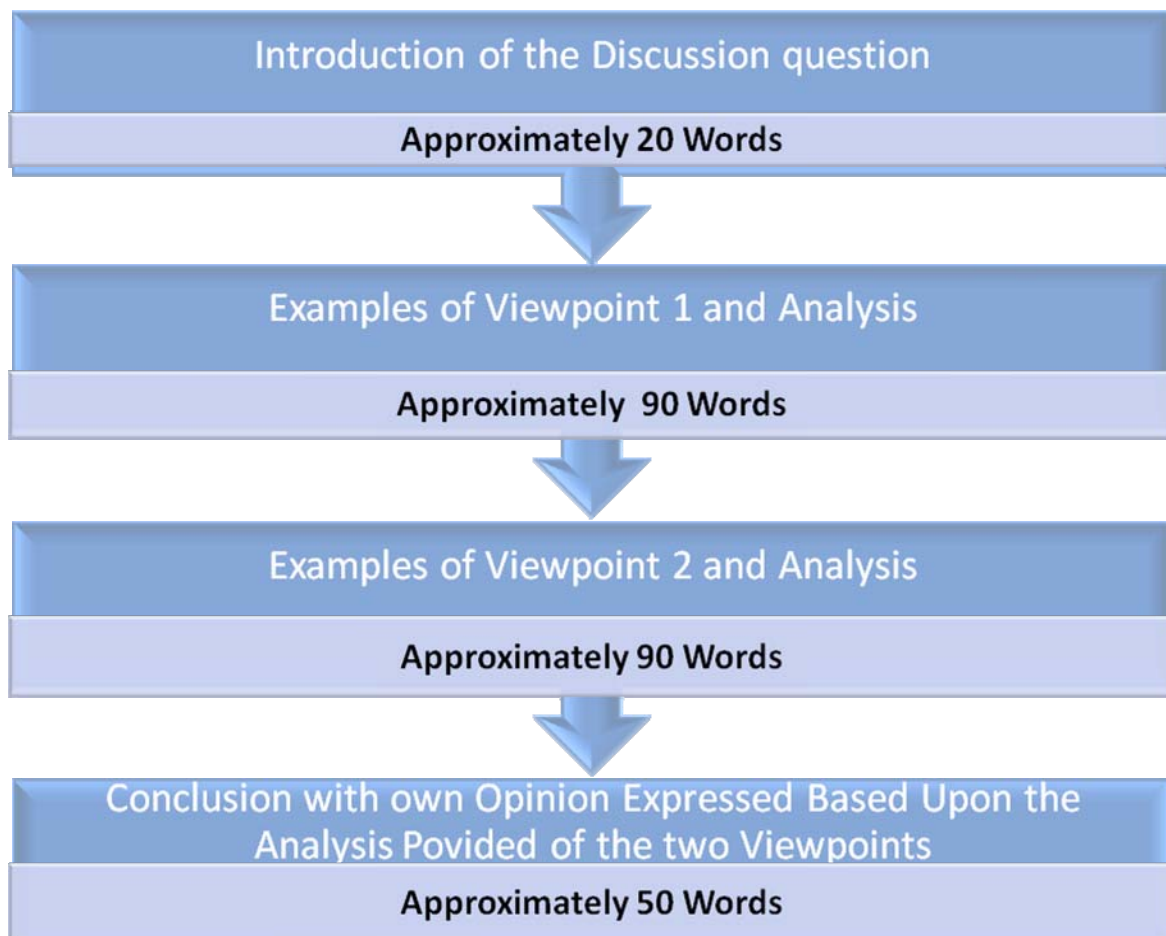 Introduction of the Discussion question
Approximately 20 Words
Examples of Viewpoint 1 and Analysis
Approximately 90 Words
Examples of Viewpoint 2 and Analysis
Approximately 90 Words
Conclusion with own Opinion Expressed Based Upon the
Analysis Povided of the two Viewpoints
Approximately 50 Words